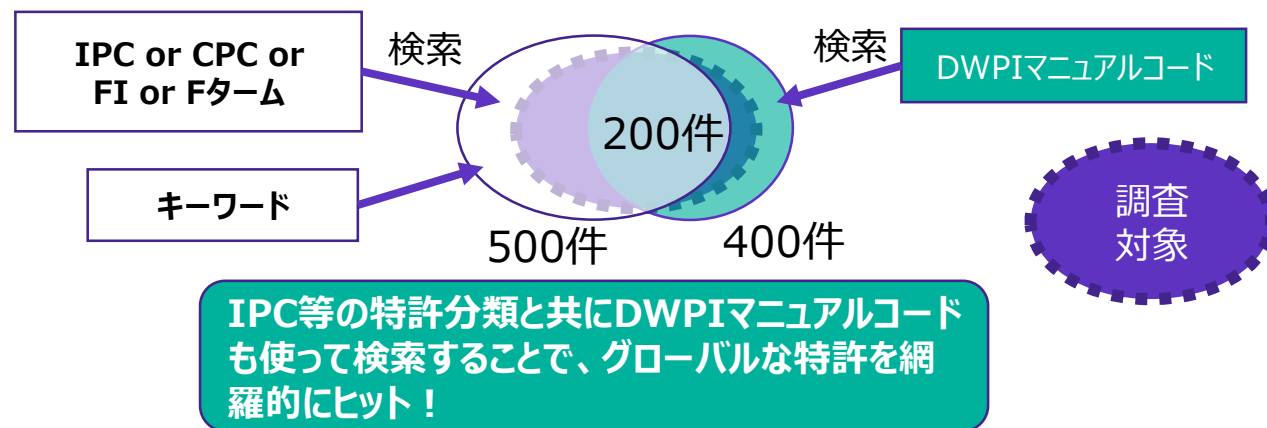 IPC or CPC or
FI or Fターム
検索
検索
DWPIマニュアルコード
200件
キーワード
調査
対象
500件
400件
IPC等の特許分類と共にDWPIマニュアルコード
も使って検索することで、グローバルな特許を網
羅的にヒット！